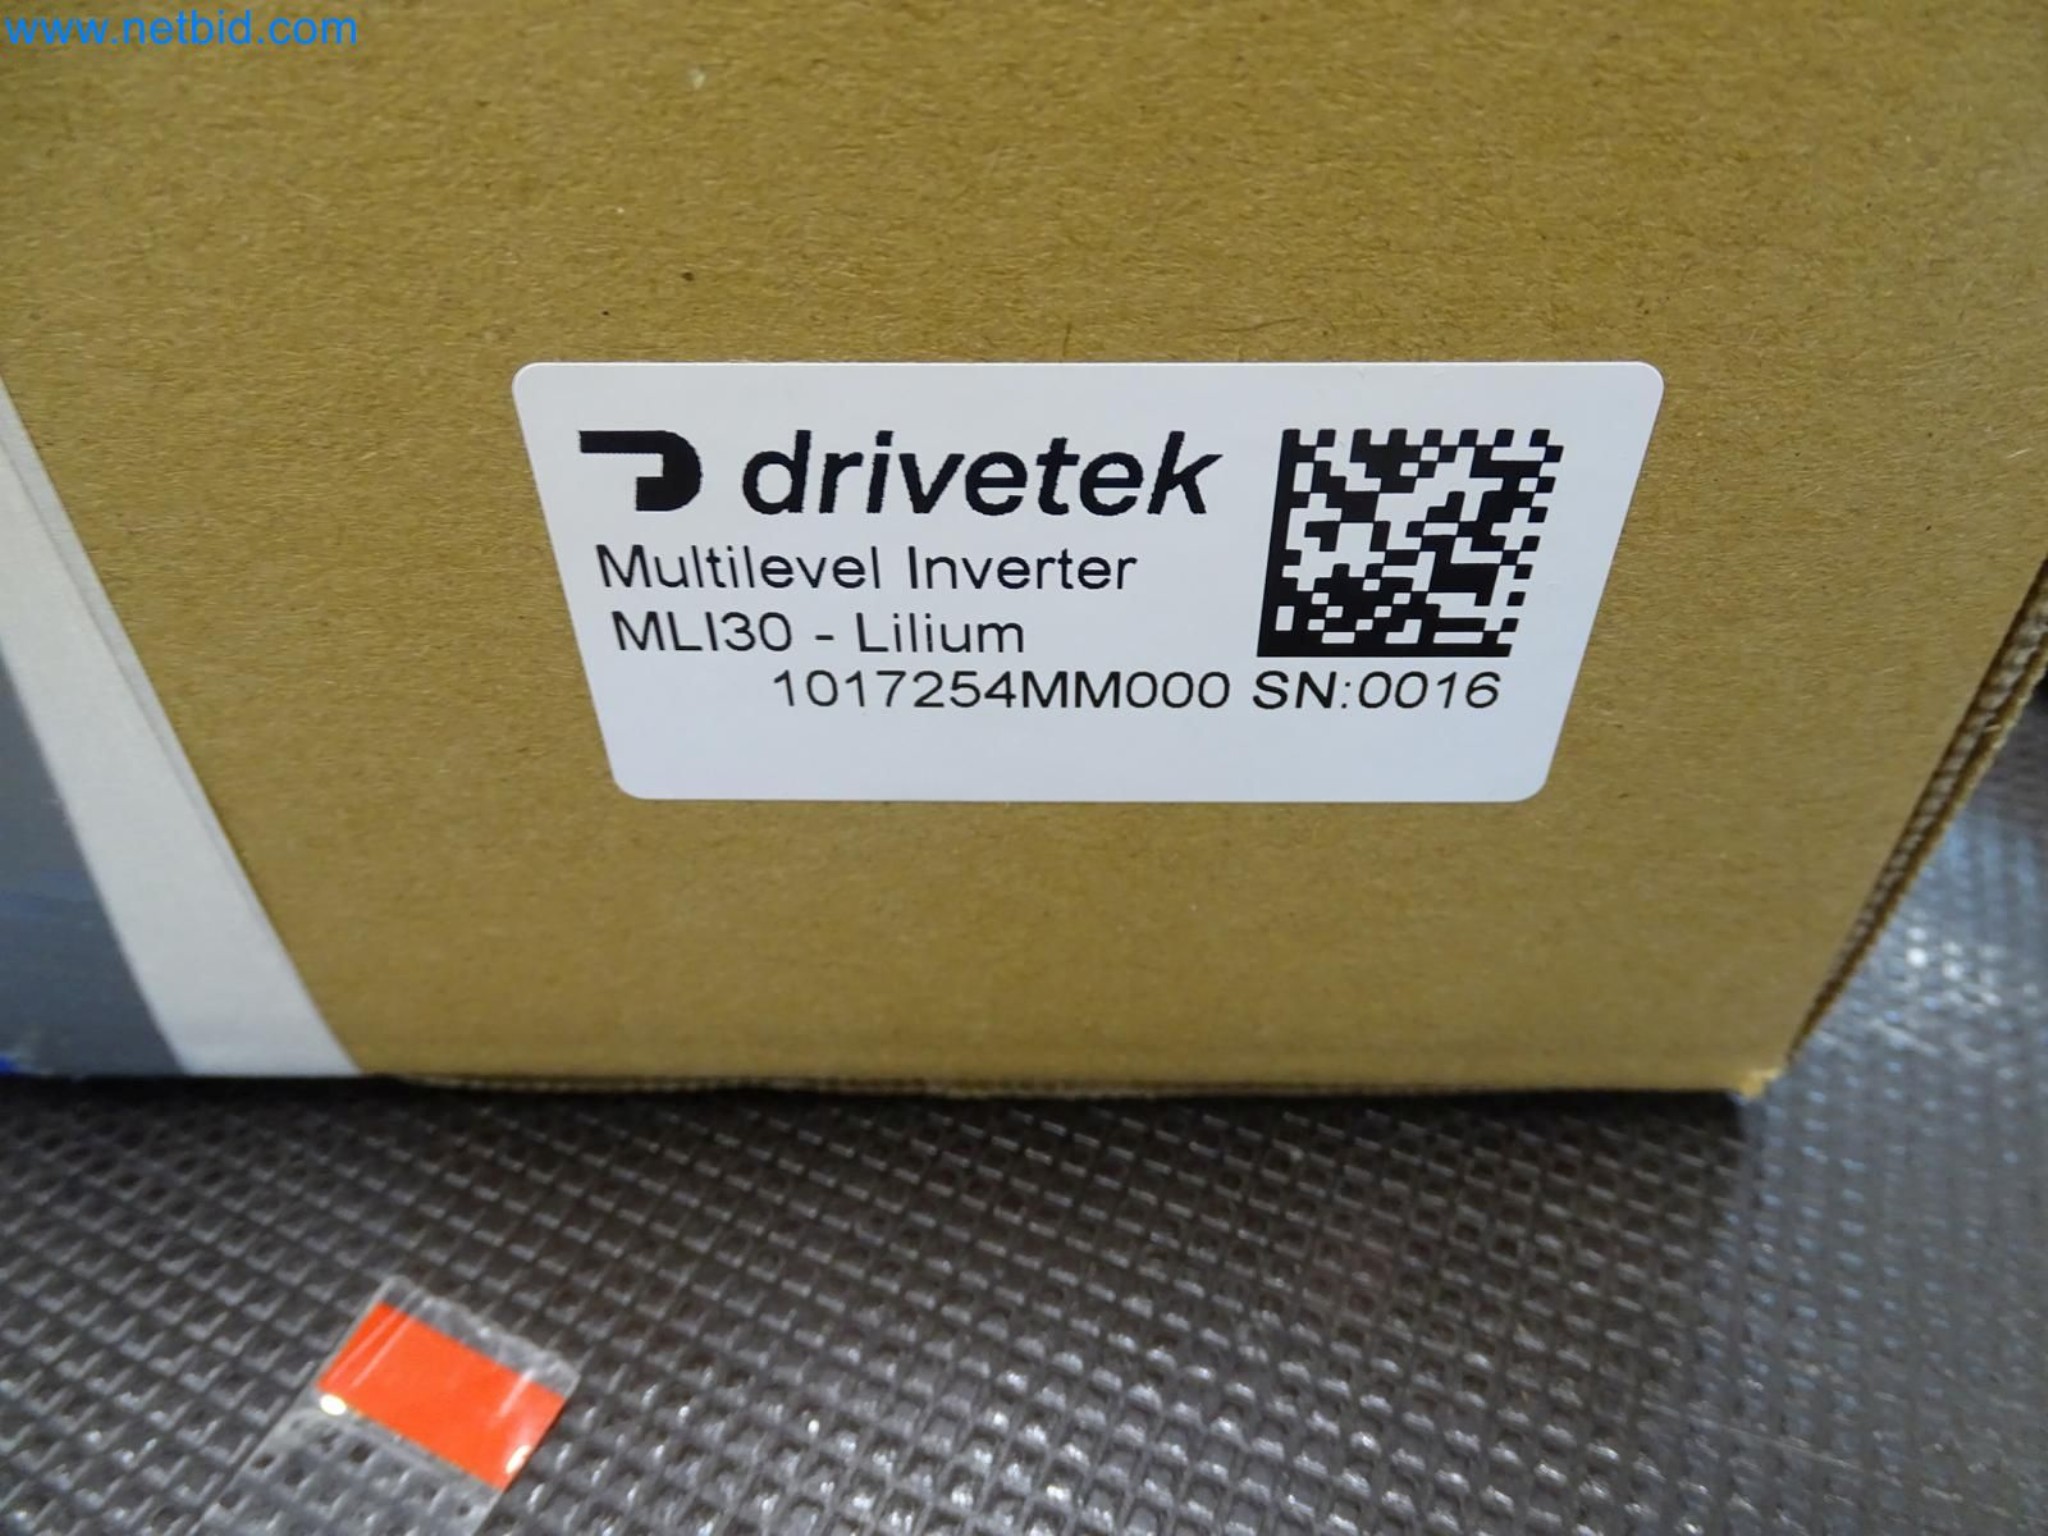 www.netbid.com
drivetek
Multilevel Inverter
MLI30 - Lilium
1017254MM000 SN:0016